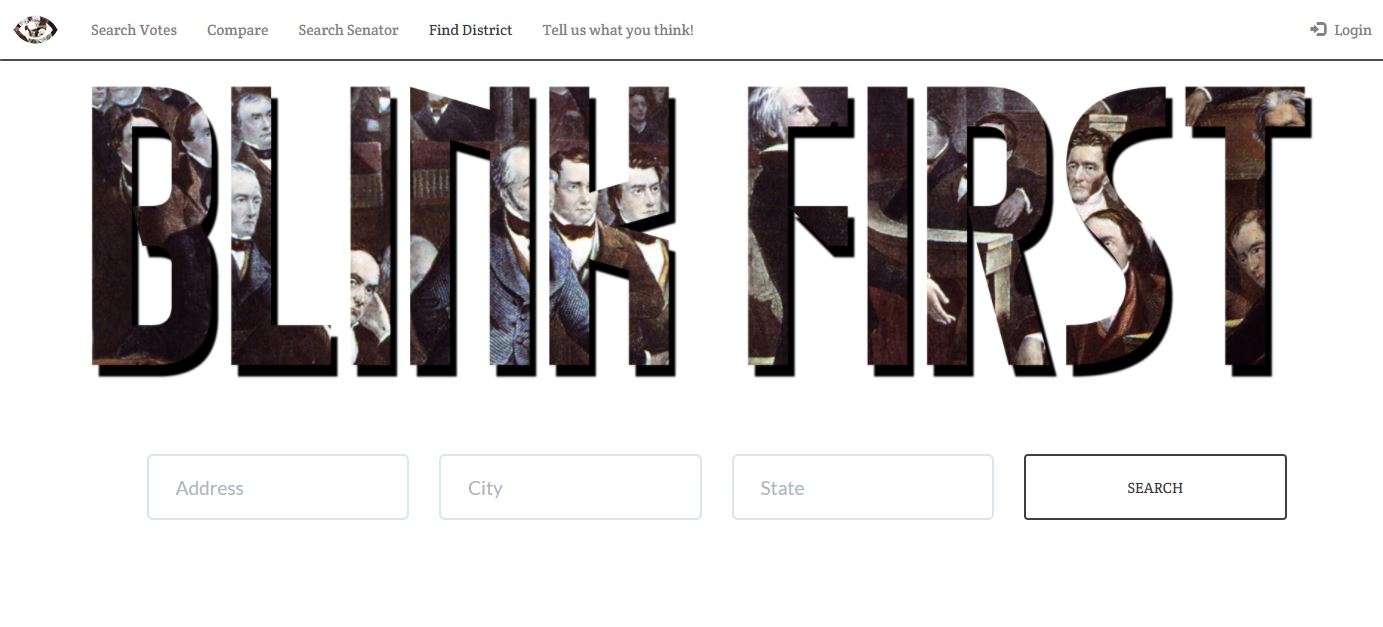 Search Votes Compare Search Senator Find District Tell us what you think! Login
BLINK FIRST
Address City State SEARCH